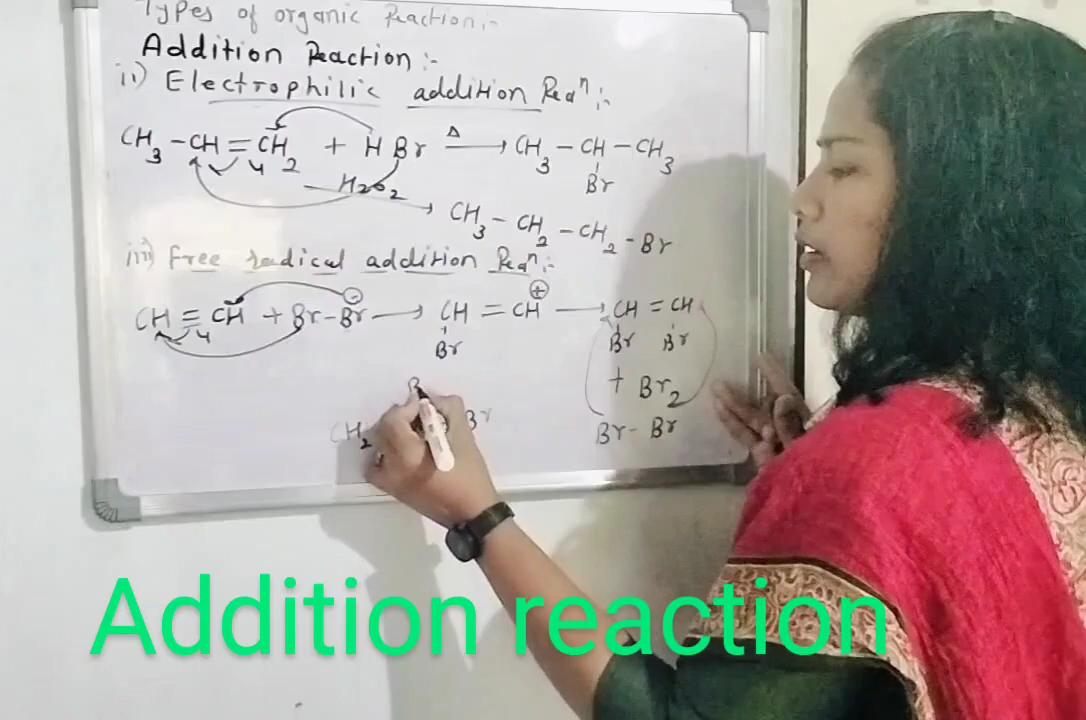 Types of organic Reaction:-
Addition Reaction:-
ii) Electrophilic addition Reaⁿ:-
CH₃-CH=CH₂ + HBr Δ→ CH₃-CH-CH₃
Br
H₂O₂
→ CH₃-CH₂-CH₂-Br
iii) Free radical addition Reaⁿ:-
CH≡CH + Br-Br ⊖ → CH=CH ⊕ → CH=CH
Br Br Br
+ Br₂
CH₂ Br
Br-Br
Addition reaction